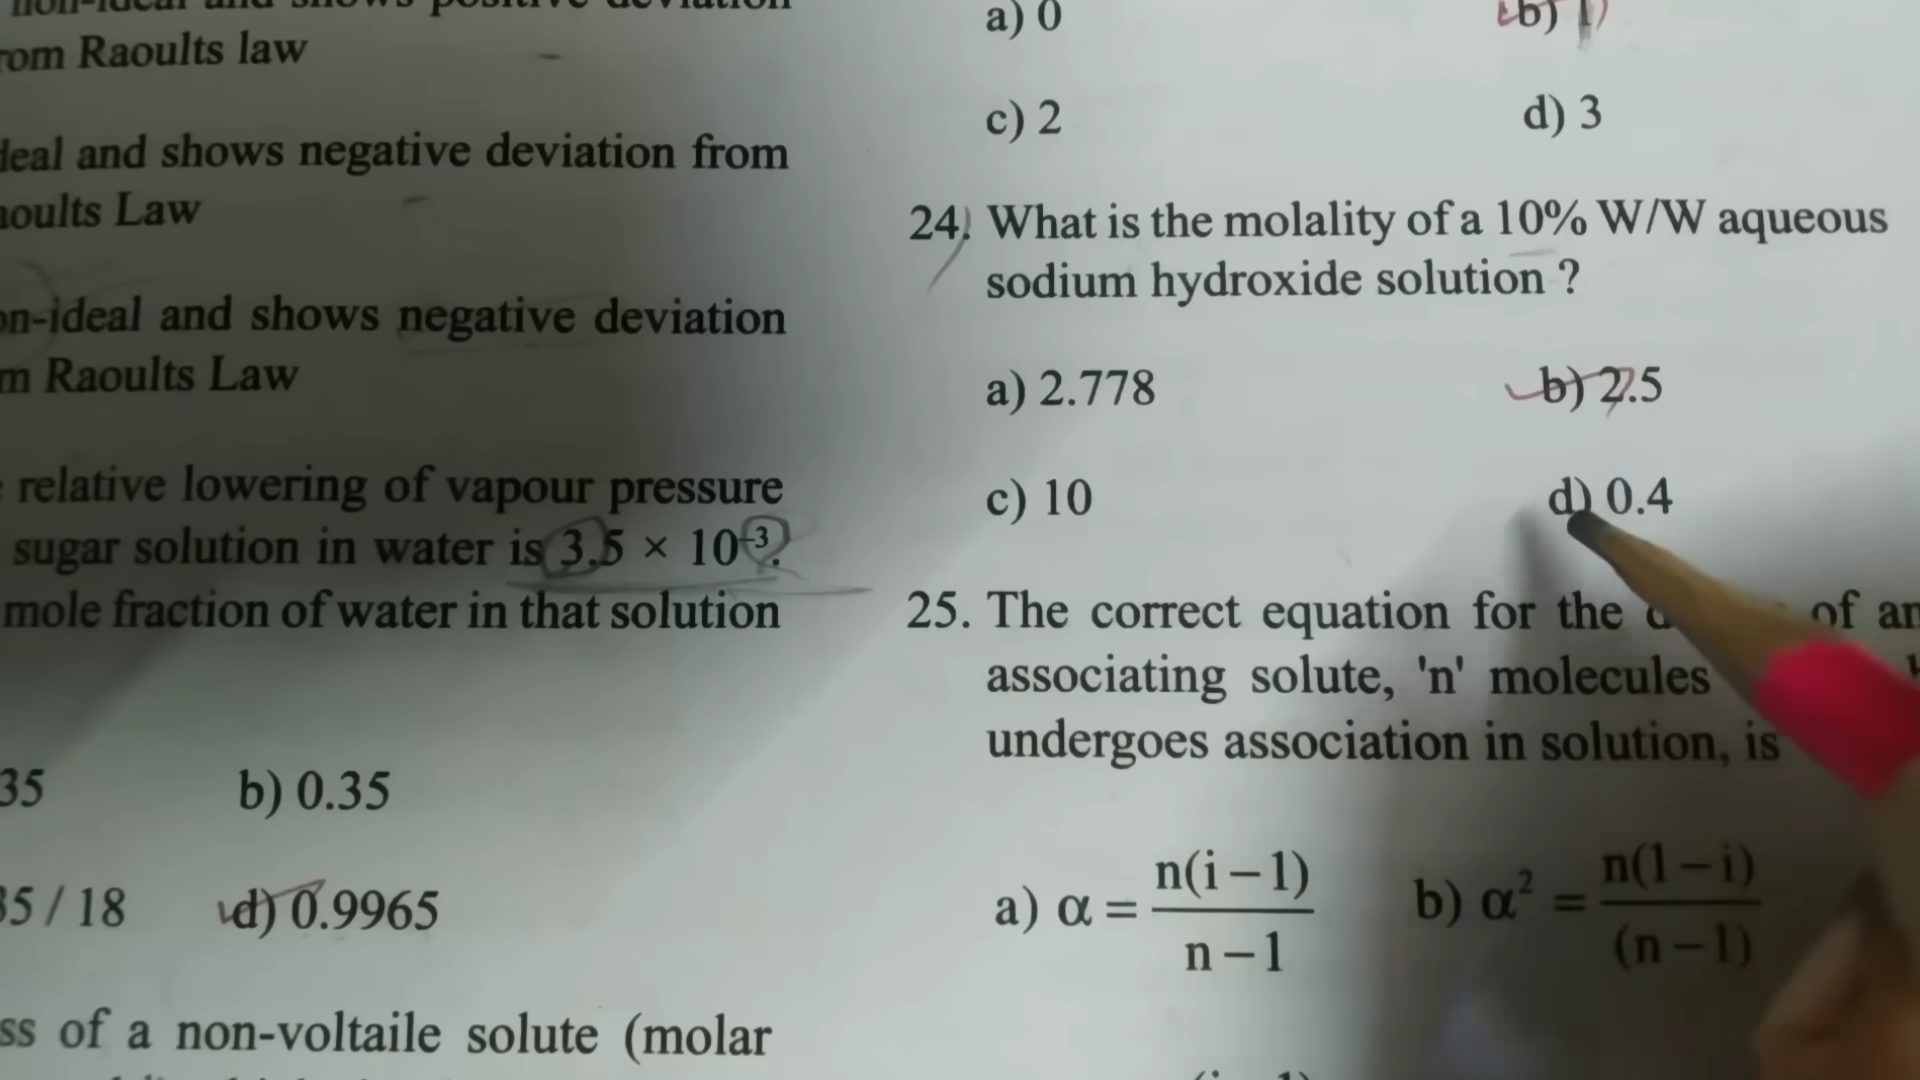 from Raoults law
deal and shows negative deviation from
aoults Law
on-ideal and shows negative deviation
m Raoults Law
relative lowering of vapour pressure
sugar solution in water is 3.5 × 10⁻³.
mole fraction of water in that solution
35 b) 0.35
35 / 18 d) 0.9965
ss of a non-voltaile solute (molar
a) 0 b) 1
c) 2 d) 3
24. What is the molality of a 10% W/W aqueous
sodium hydroxide solution ?
a) 2.778 b) 2.5
c) 10 d) 0.4
25. The correct equation for the of an
associating solute, 'n' molecules
undergoes association in solution, is
a) α = n(i – 1) / n – 1 b) α² = n(1 – i) / (n – 1)